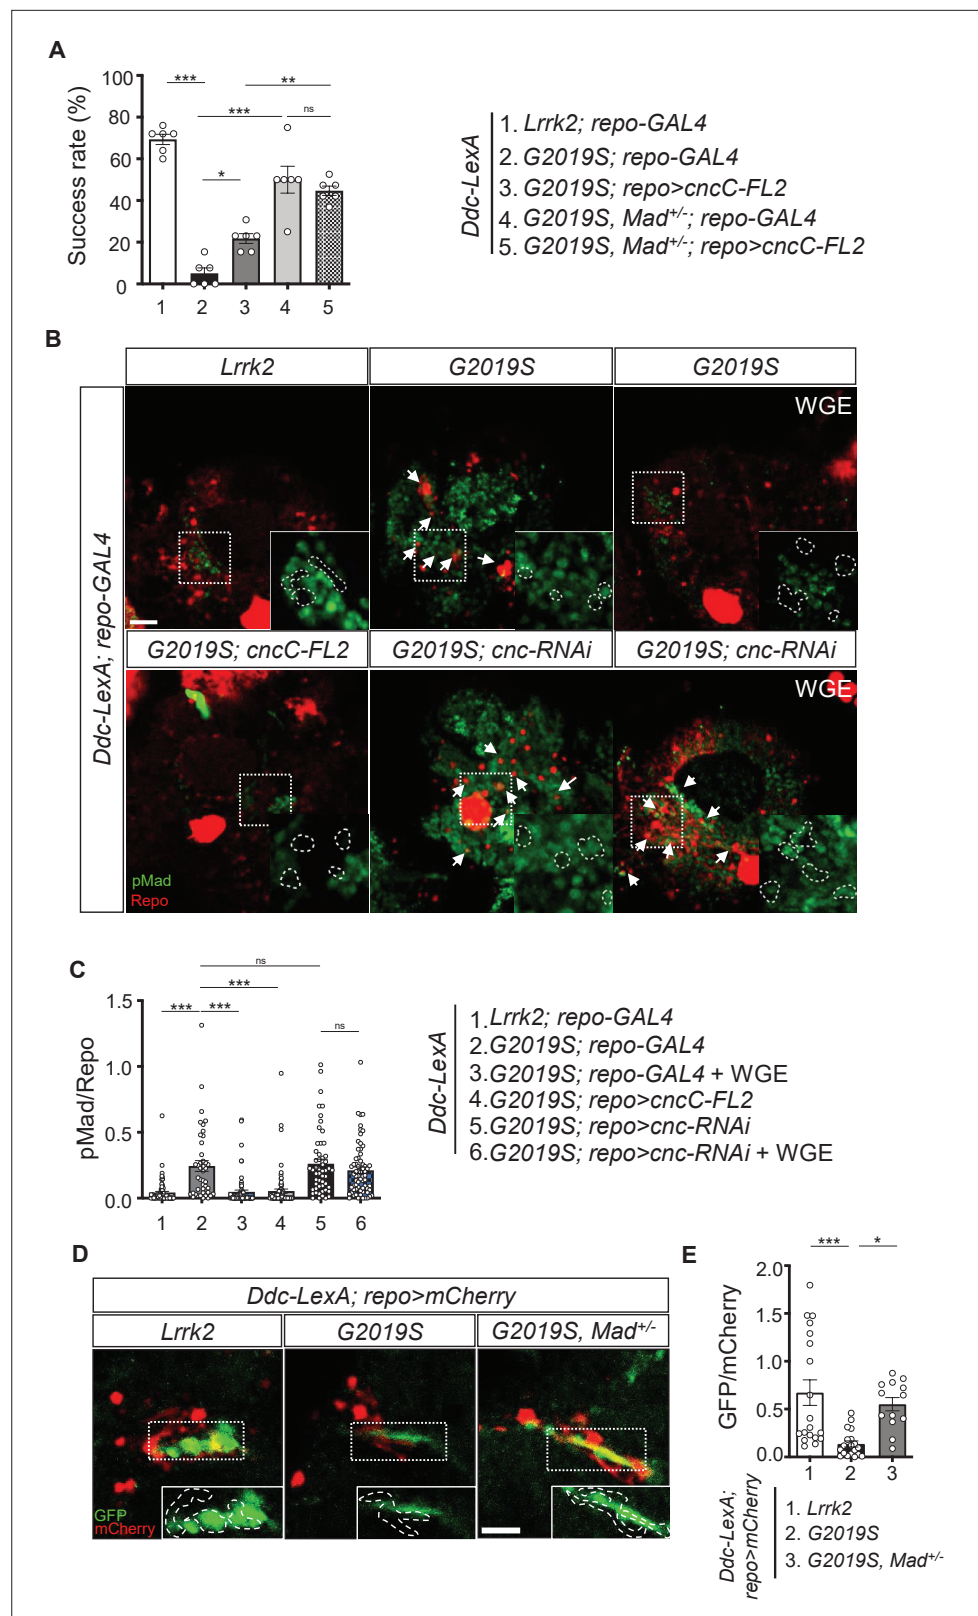 A
***
**
***
ns
*
100
80
60
40
20
0
Success rate (%)
1 2 3 4 5
Ddc-LexA
1. Lrrk2; repo-GAL4
2. G2019S; repo-GAL4
3. G2019S; repo>cncC-FL2
4. G2019S, Mad+/-; repo-GAL4
5. G2019S, Mad+/-; repo>cncC-FL2
B
Ddc-LexA; repo-GAL4
Lrrk2 G2019S G2019S
WGE
G2019S; cncC-FL2 G2019S; cnc-RNAi G2019S; cnc-RNAi
WGE
pMad
Repo
C
ns
***
*** ***
ns
1.5
1.0
0.5
0.0
pMad/Repo
1 2 3 4 5 6
Ddc-LexA
1.Lrrk2; repo-GAL4
2.G2019S; repo-GAL4
3.G2019S; repo-GAL4 + WGE
4.G2019S; repo>cncC-FL2
5.G2019S; repo>cnc-RNAi
6.G2019S; repo>cnc-RNAi + WGE
D
Ddc-LexA; repo>mCherry
Lrrk2 G2019S G2019S, Mad+/-
GFP
mCherry
E
*** *
2.0
1.5
1.0
0.5
0.0
GFP/mCherry
1 2 3
Ddc-LexA;
repo>mCherry
1. Lrrk2
2. G2019S
3. G2019S, Mad+/-